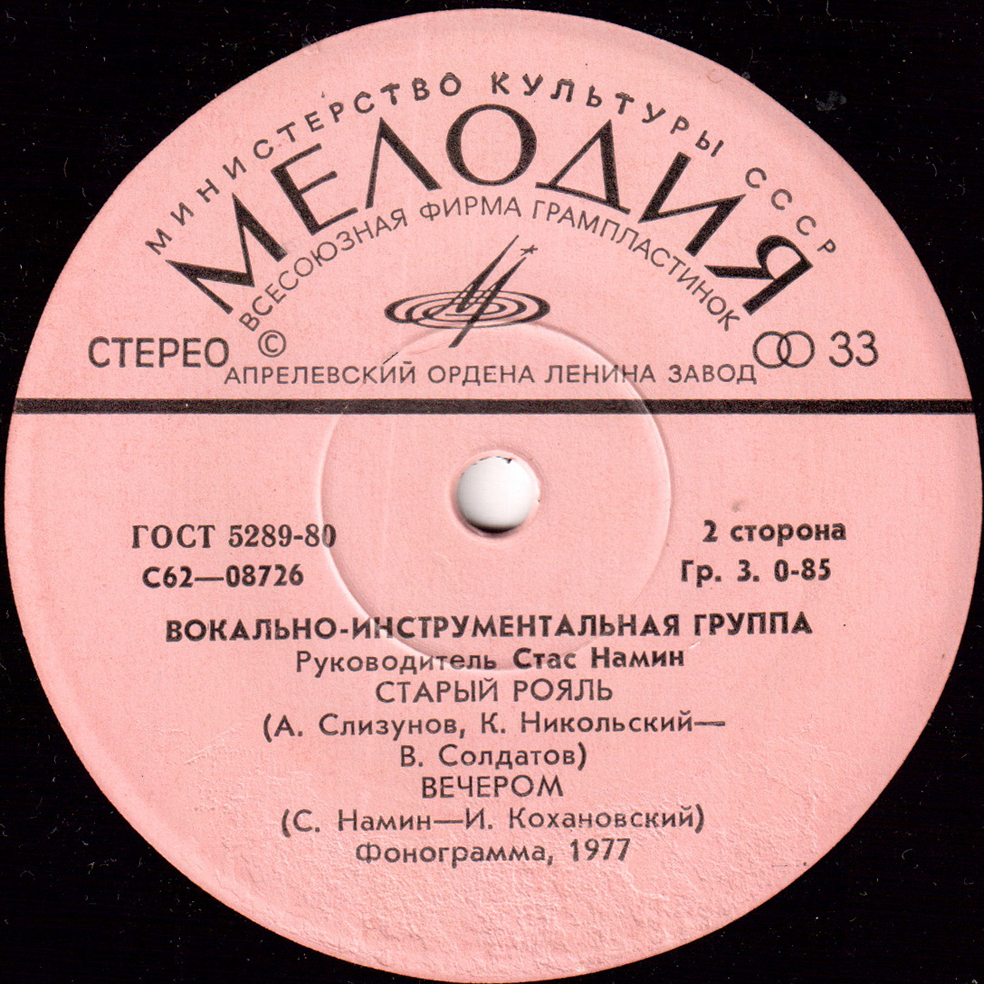 МИНИСТЕРСТВО КУЛЬТУРЫ СССР
МЕЛОДИЯ
ВСЕСОЮЗНАЯ ФИРМА ГРАМПЛАСТИНОК
СТЕРЕО © 33
АПРЕЛЕВСКИЙ ОРДЕНА ЛЕНИНА ЗАВОД
ГОСТ 5289-80 2 сторона
С62—08726 Гр. 3. 0-85
ВОКАЛЬНО-ИНСТРУМЕНТАЛЬНАЯ ГРУППА
Руководитель Стас Намин
СТАРЫЙ РОЯЛЬ
(А. Слизунов, К. Никольский—
В. Солдатов)
ВЕЧЕРОМ
(С. Намин—И. Кохановский)
Фонограмма, 1977